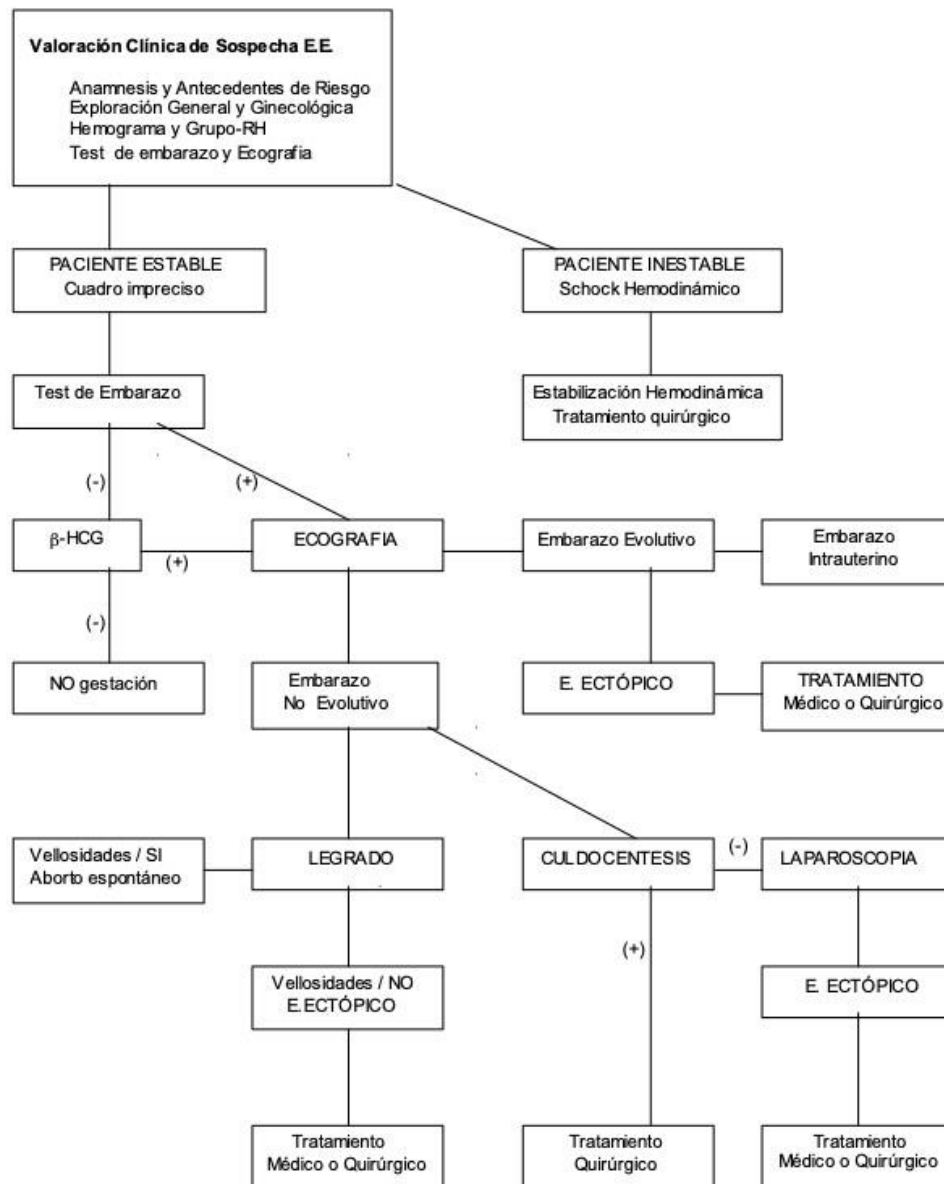 Valoración Clínica de Sospecha E.E.
Anamnesis y Antecedentes de Riesgo
Exploración General y Ginecológica
Hemograma y Grupo-RH
Test de embarazo y Ecografia
PACIENTE ESTABLE
Cuadro impreciso
PACIENTE INESTABLE
Schock Hemodinámico
Test de Embarazo
Estabilización Hemodinámica
Tratamiento quirúrgico
(-)
(+)
β-HCG
(+)
ECOGRAFIA
Embarazo Evolutivo
Embarazo
Intrauterino
(-)
NO gestación
Embarazo
No Evolutivo
E. ECTÓPICO
TRATAMIENTO
Médico o Quirúrgico
Vellosidades / SI
Aborto espontáneo
LEGRADO
CULDOCENTESIS
(-)
LAPAROSCOPIA
(+)
Vellosidades / NO
E.ECTÓPICO
E. ECTÓPICO
Tratamiento
Médico o Quirúrgico
Tratamiento
Quirúrgico
Tratamiento
Médico o Quirúrgico